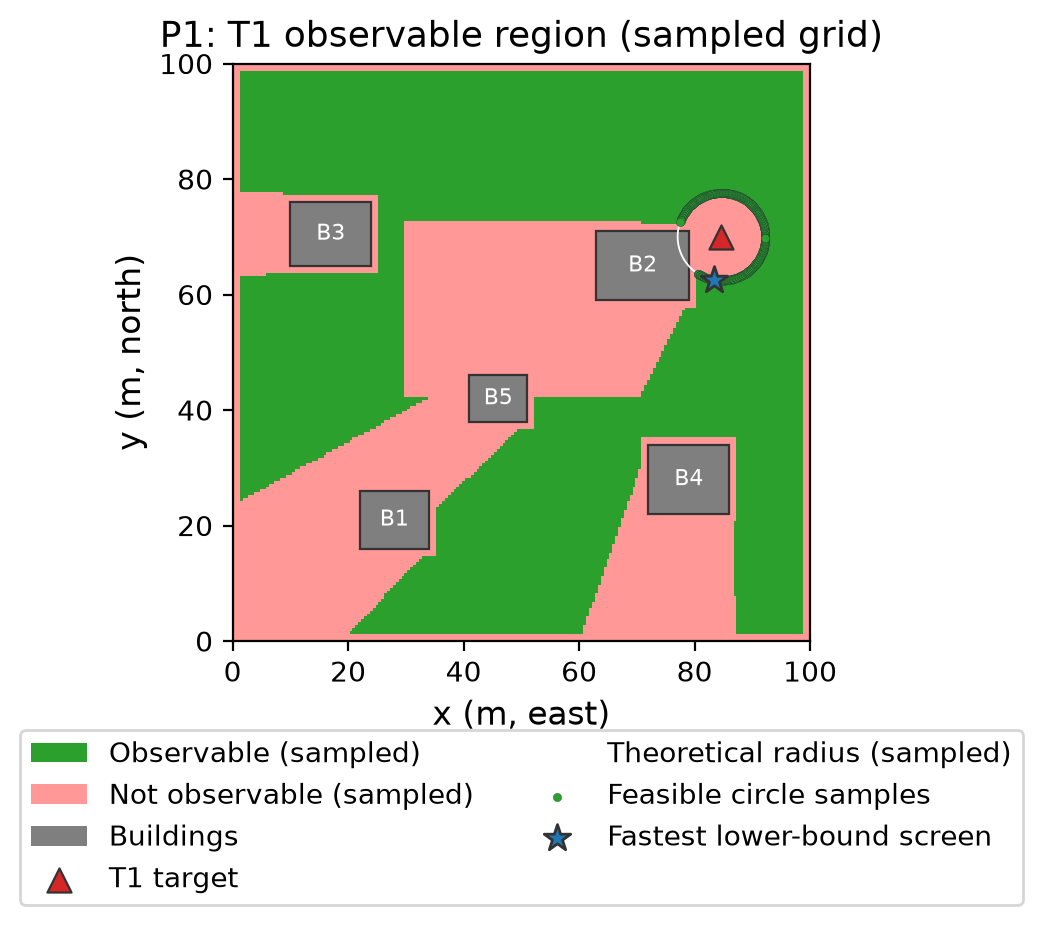 P1: T1 observable region (sampled grid)
100
80
60
40
20
0
y (m, north)
B3
B2
B5
B4
B1
0 20 40 60 80 100
x (m, east)
Observable (sampled)
Not observable (sampled)
Buildings
T1 target
Theoretical radius (sampled)
Feasible circle samples
Fastest lower-bound screen